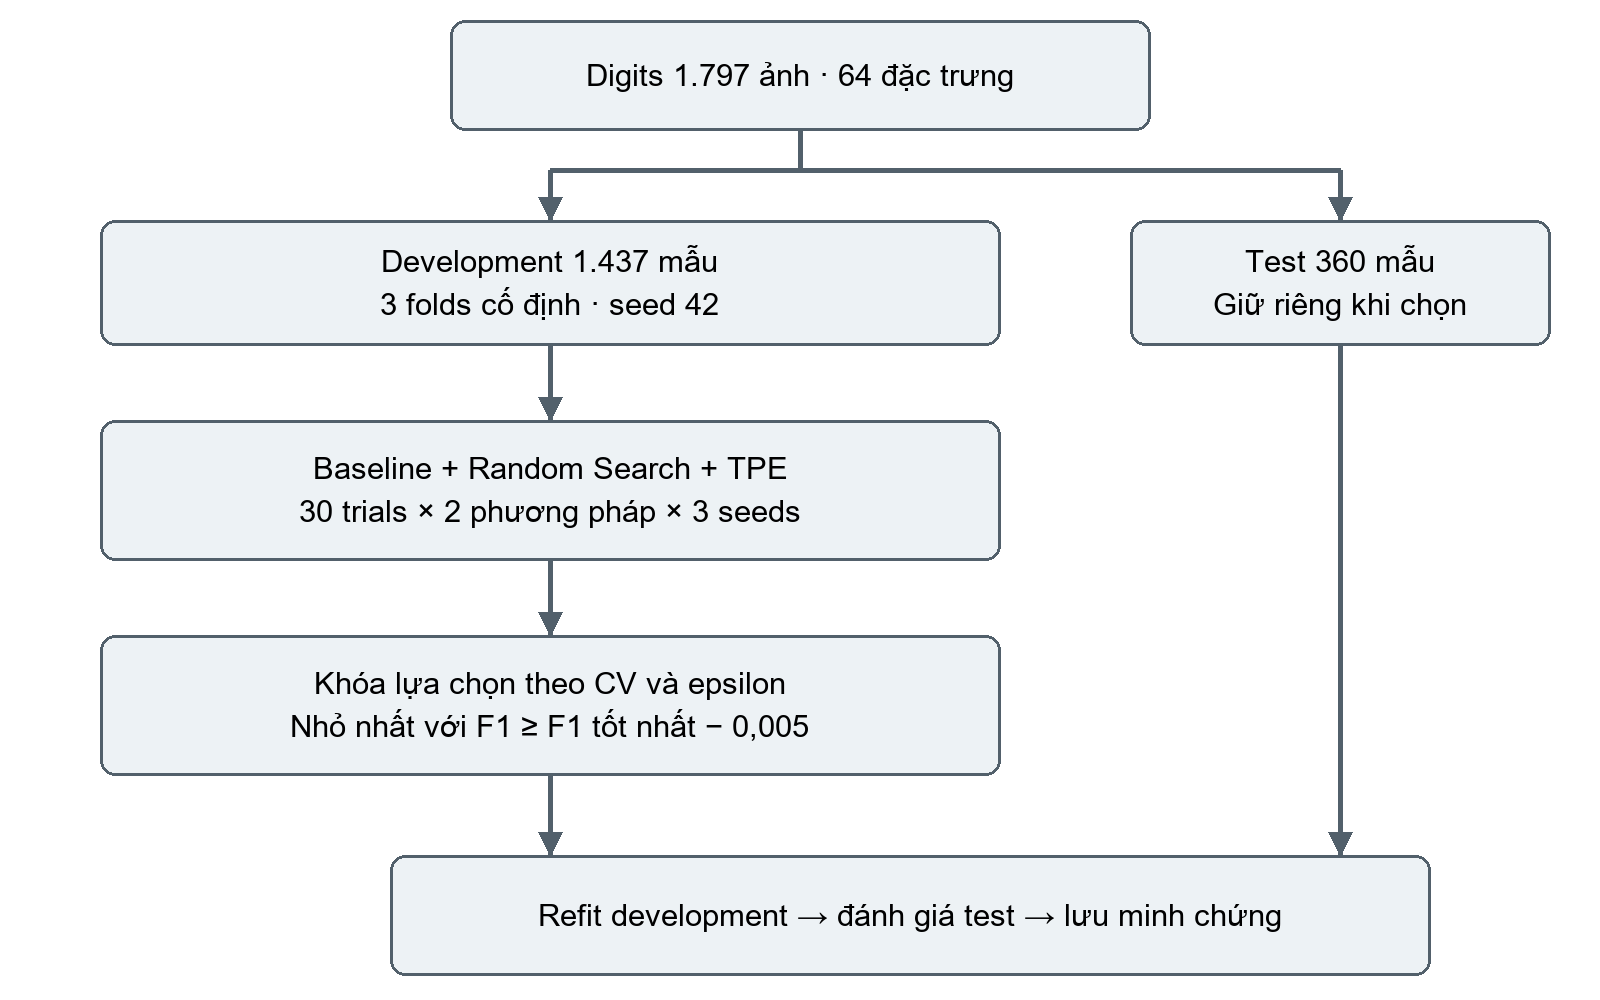 Digits 1.797 ảnh · 64 đặc trưng
Development 1.437 mẫu
3 folds cố định · seed 42
Test 360 mẫu
Giữ riêng khi chọn
Baseline + Random Search + TPE
30 trials × 2 phương pháp × 3 seeds
Khóa lựa chọn theo CV và epsilon
Nhỏ nhất với F1 ≥ F1 tốt nhất − 0,005
Refit development → đánh giá test → lưu minh chứng